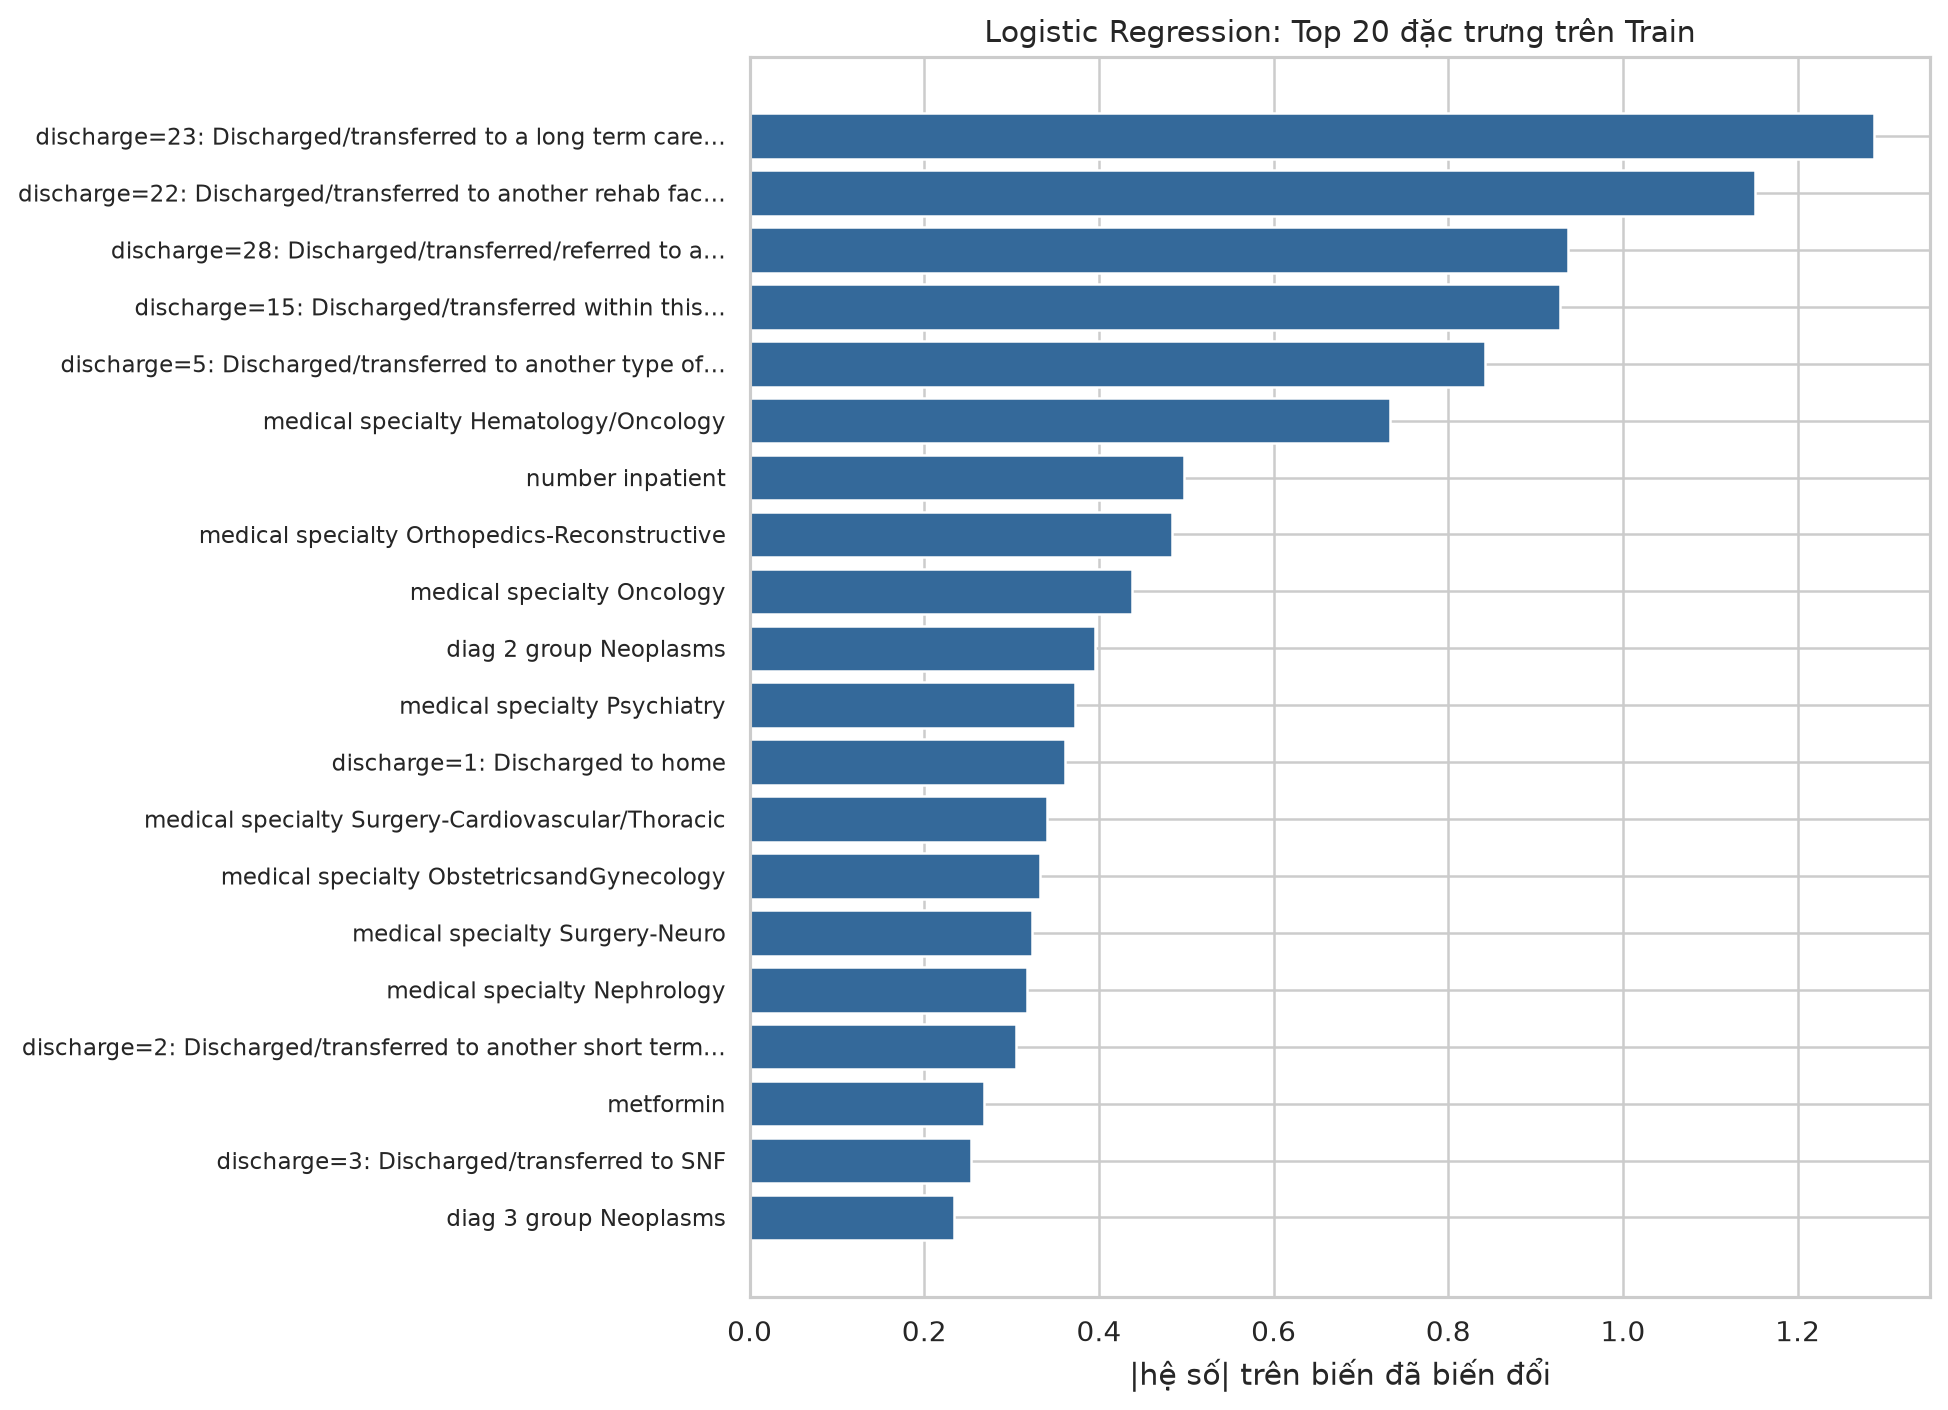 Logistic Regression: Top 20 đặc trưng trên Train
discharge=23: Discharged/transferred to a long term care...
discharge=22: Discharged/transferred to another rehab fac...
discharge=28: Discharged/transferred/referred to a...
discharge=15: Discharged/transferred within this...
discharge=5: Discharged/transferred to another type of...
medical specialty Hematology/Oncology
number inpatient
medical specialty Orthopedics-Reconstructive
medical specialty Oncology
diag 2 group Neoplasms
medical specialty Psychiatry
discharge=1: Discharged to home
medical specialty Surgery-Cardiovascular/Thoracic
medical specialty ObstetricsandGynecology
medical specialty Surgery-Neuro
medical specialty Nephrology
discharge=2: Discharged/transferred to another short term...
metformin
discharge=3: Discharged/transferred to SNF
diag 3 group Neoplasms
0.0 0.2 0.4 0.6 0.8 1.0 1.2
|hệ số| trên biến đã biến đổi